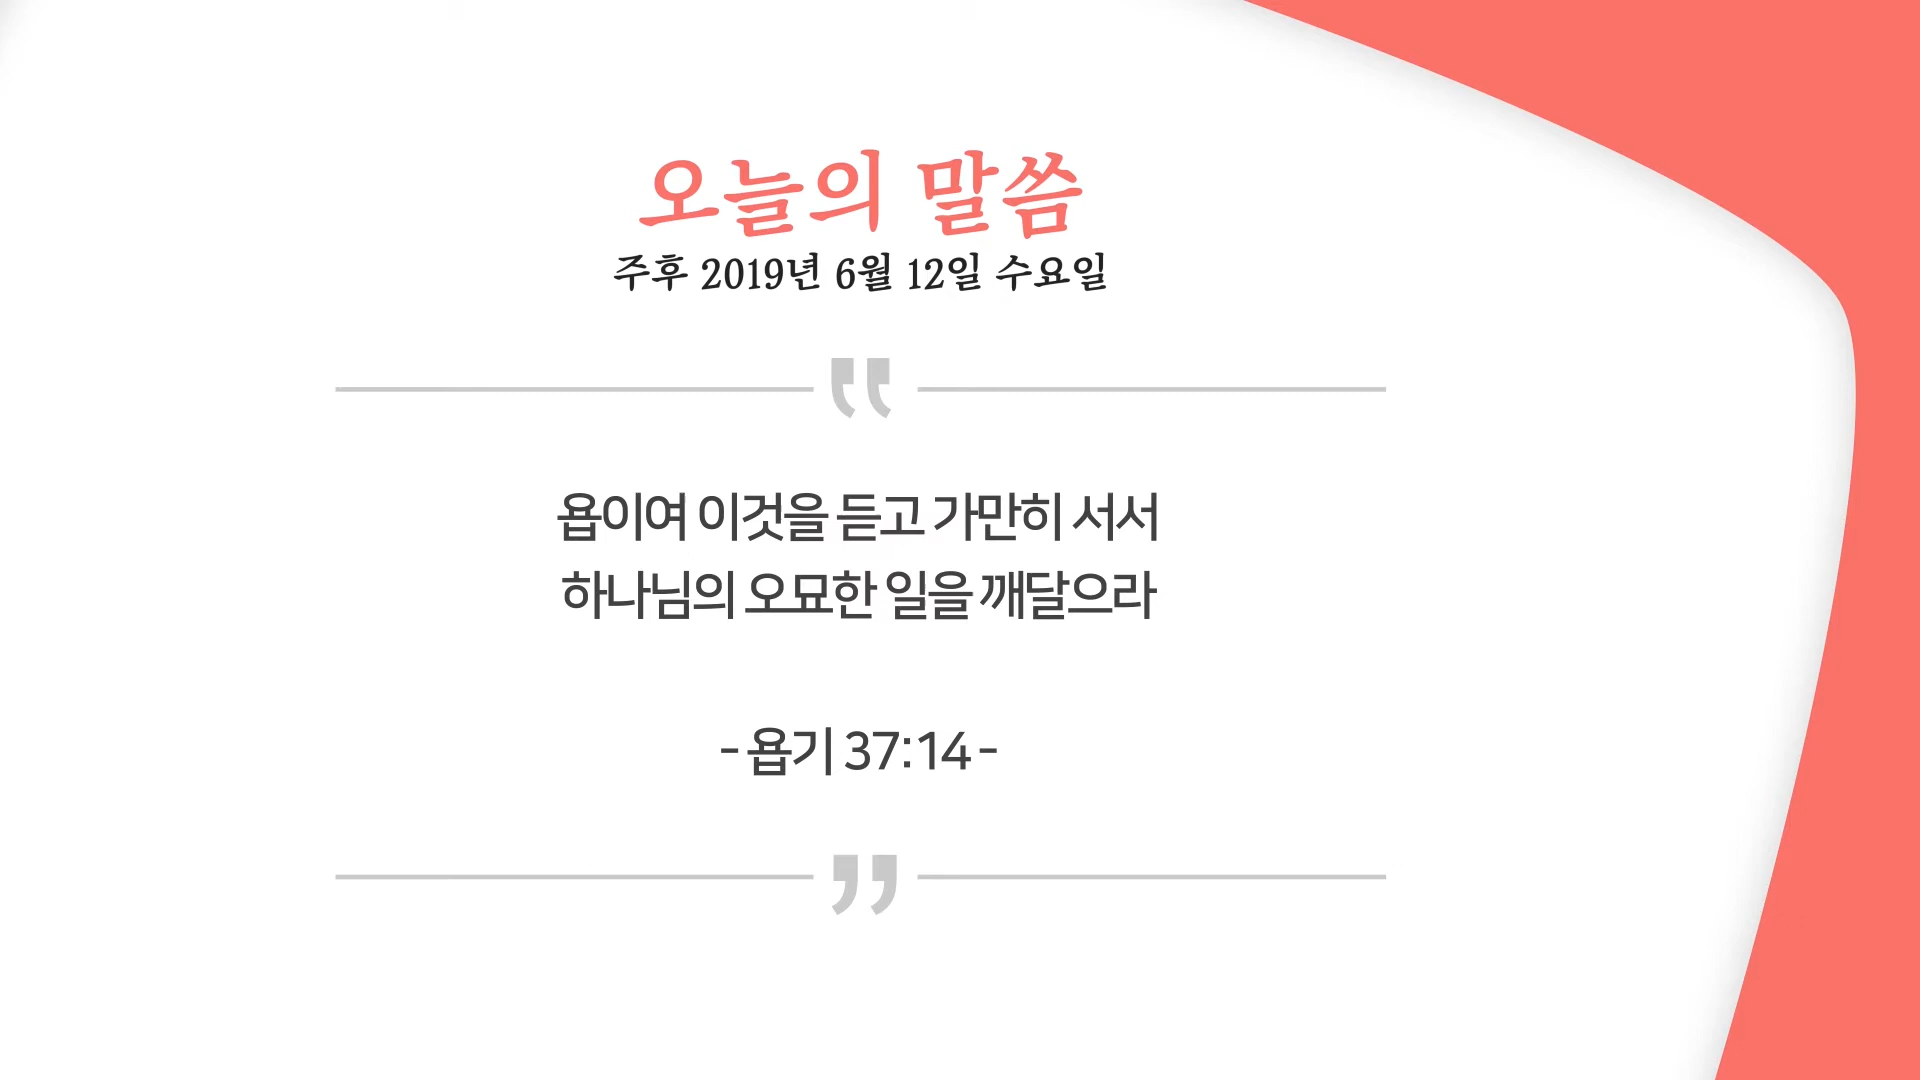 오늘의 말씀
주후 2019년 6월 12일 수요일
"
욥이여 이것을 듣고 가만히 서서
하나님의 오묘한 일을 깨달으라
- 욥기 37:14 -
"